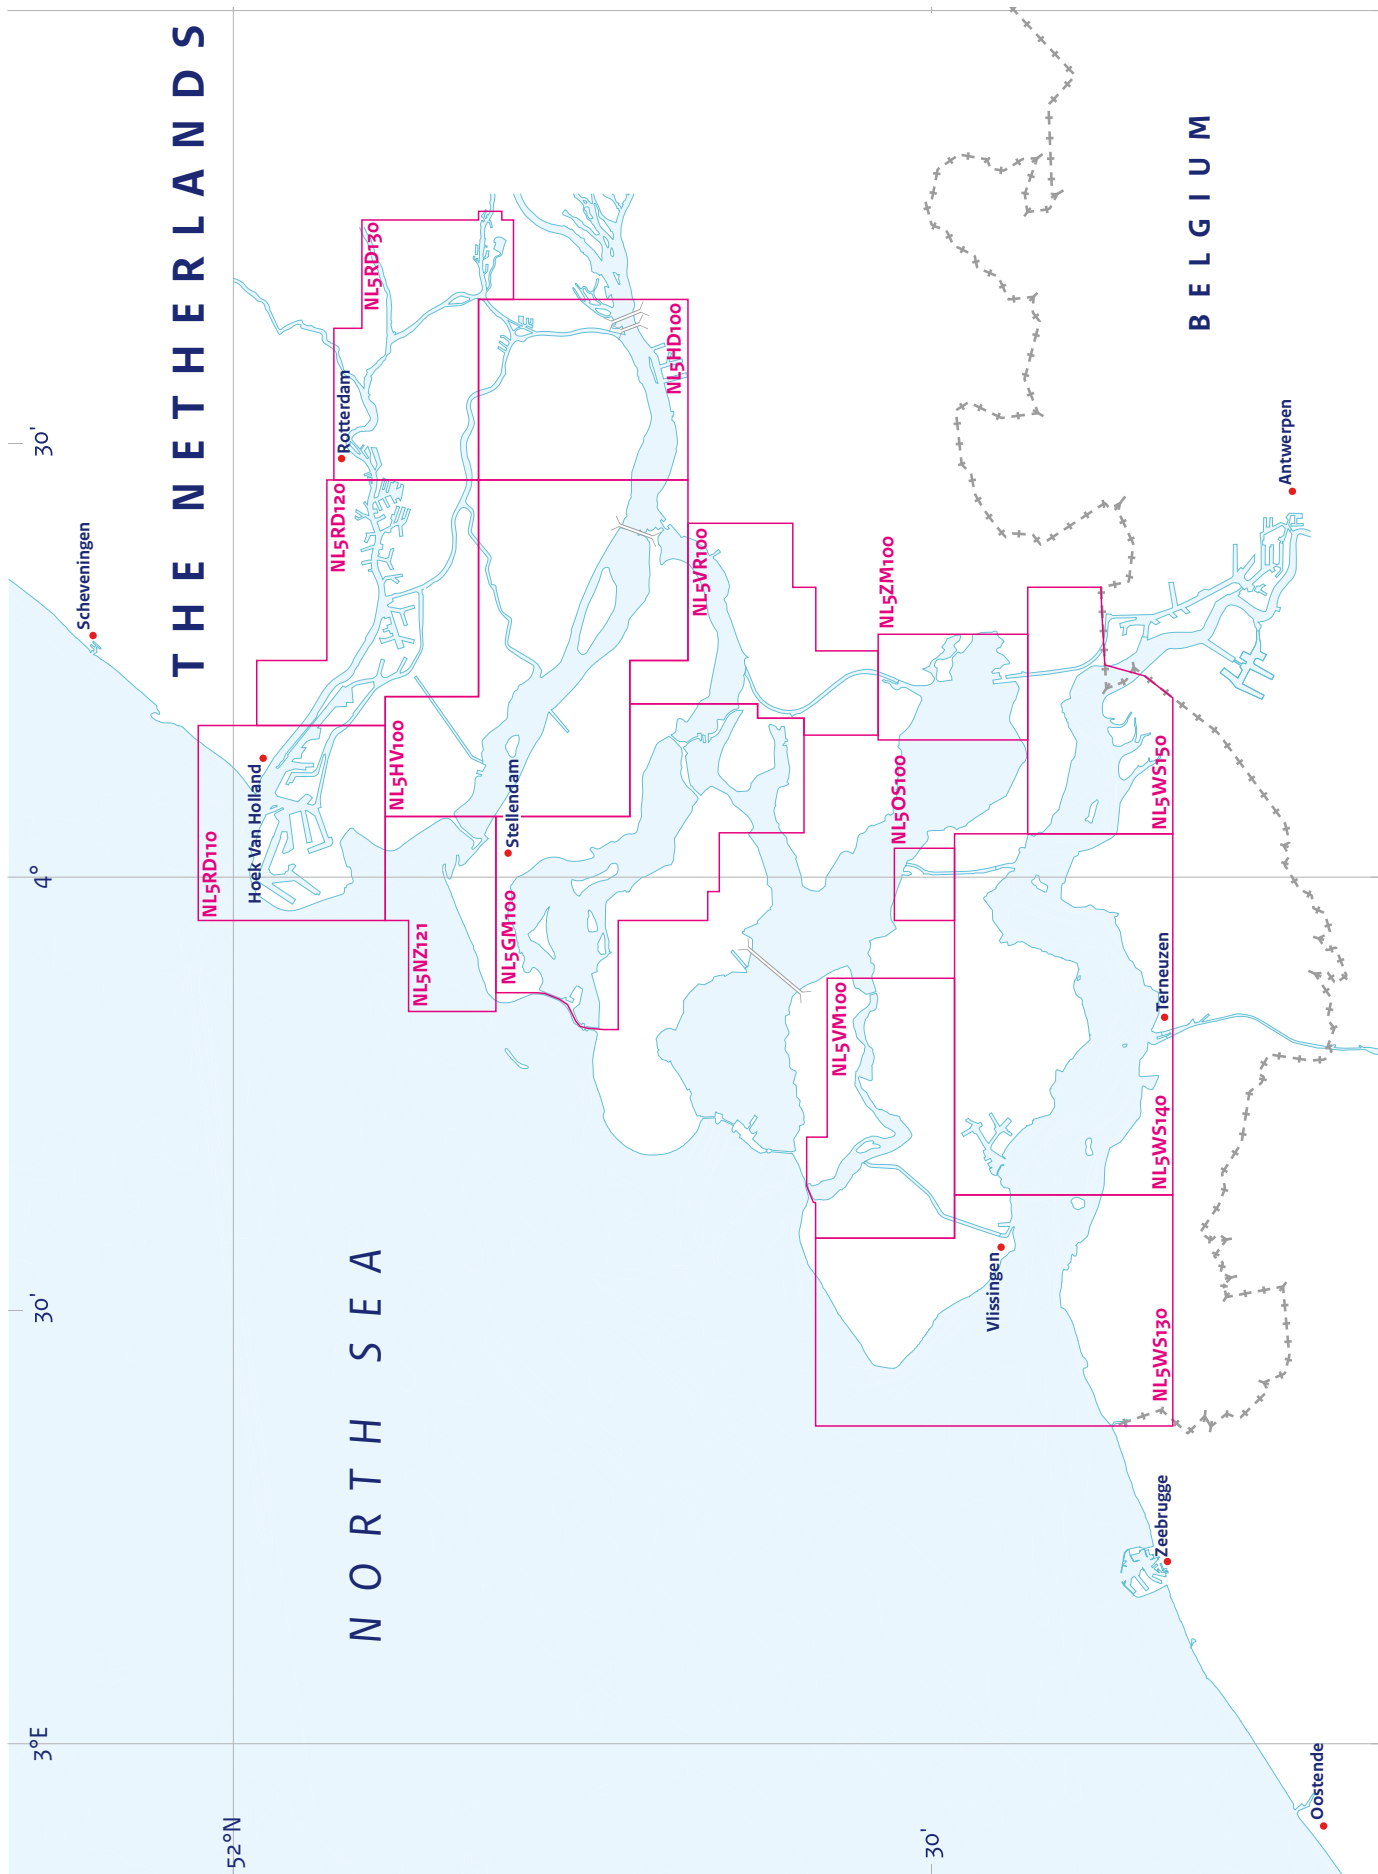 THE NETHERLANDS
BELGIUM
NORTH SEA
3°E
30'
4°
30'
52°N
30'
Scheveningen
Hoek Van Holland
Rotterdam
Stellendam
Vlissingen
Terneuzen
Antwerpen
Zeebrugge
Oostende
NL5RD110
NL5RD120
NL5RD130
NL5NZ121
NL5HV100
NL5HD100
NL5GM100
NL5VR100
NL5ZM100
NL5OS100
NL5VM100
NL5WS130
NL5WS140
NL5WS150